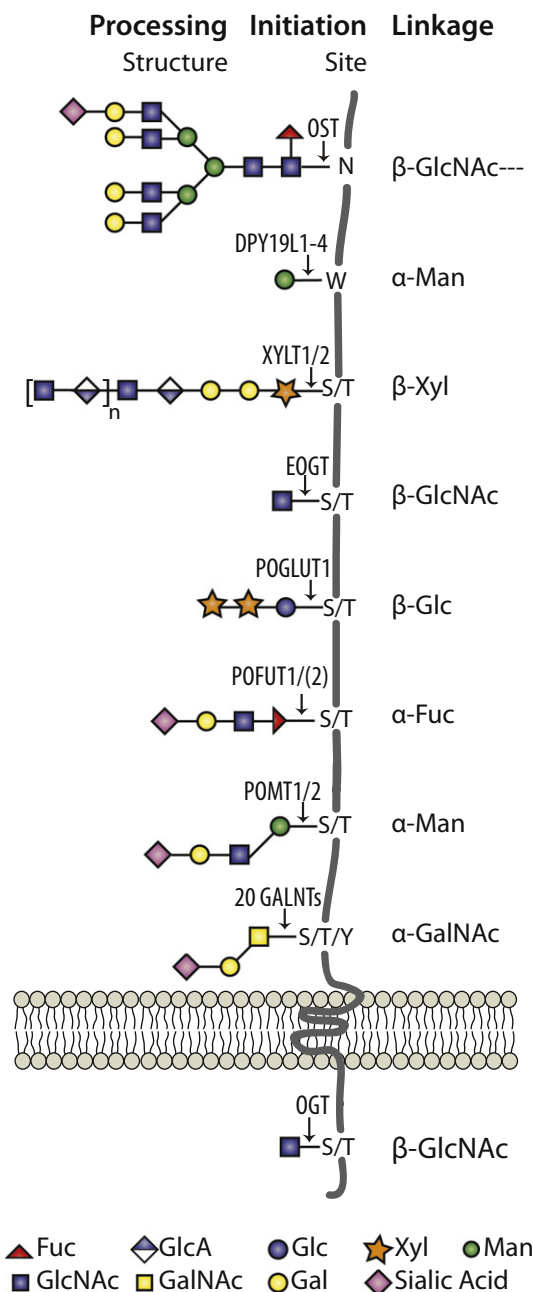 Processing Initiation Linkage
Structure Site
OST
N β-GlcNAc---
DPY19L1-4
W α-Man
XYLT1/2
[ ]n S/T β-Xyl
EOGT
S/T β-GlcNAc
POGLUT1
S/T β-Glc
POFUT1/(2)
S/T α-Fuc
POMT1/2
S/T α-Man
20 GALNTs
S/T/Y α-GalNAc
OGT
S/T β-GlcNAc
Fuc GlcA Glc Xyl Man
GlcNAc GalNAc Gal Sialic Acid